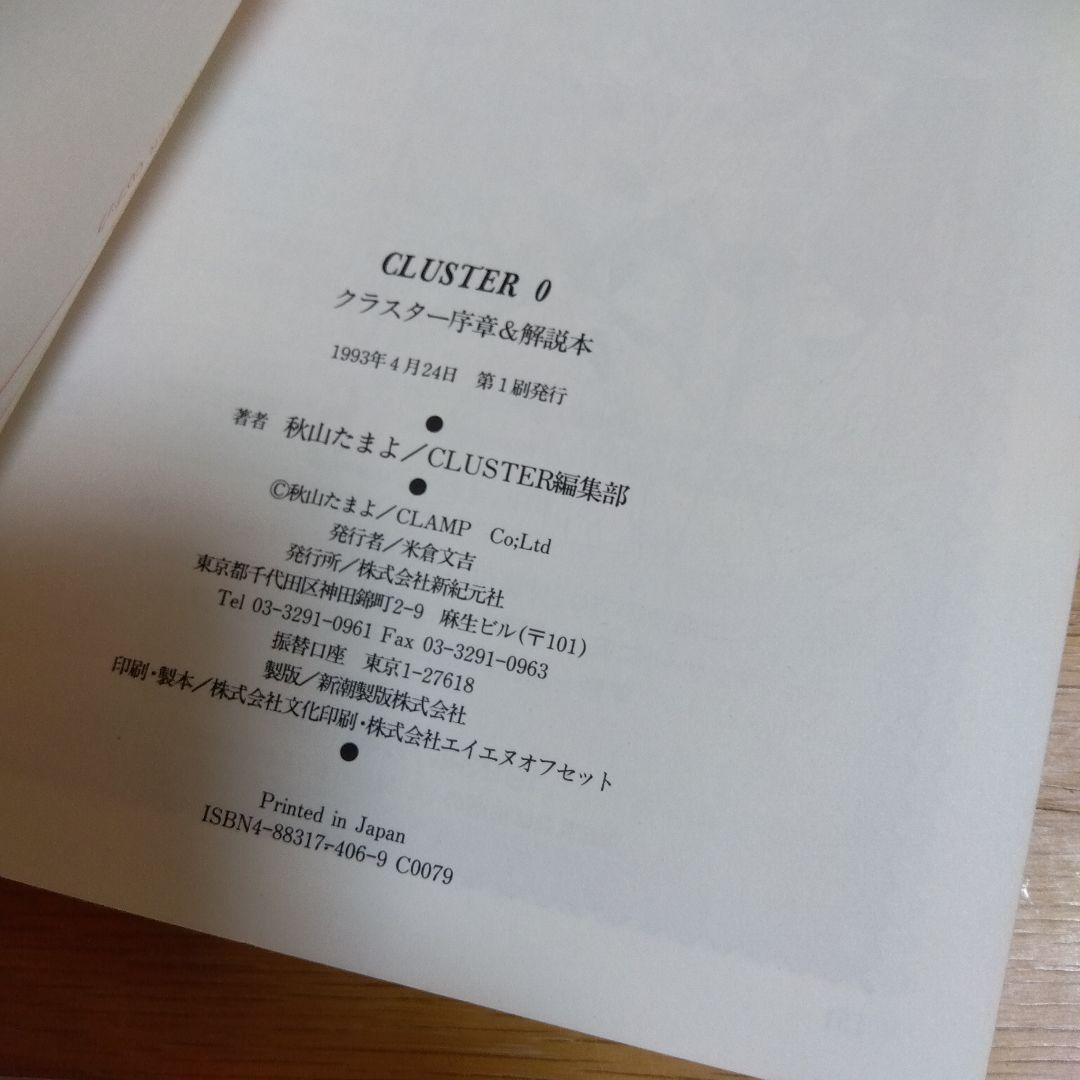 CLUSTER 0
クラスター序章&解説本
1993年4月24日 第1刷発行
●
著者 秋山たまよ／CLUSTER編集部
●
©秋山たまよ／CLAMP Co;Ltd
発行者／米倉文吉
発行所／株式会社新紀元社
東京都千代田区神田錦町2-9 麻生ビル(〒101)
Tel 03-3291-0961 Fax 03-3291-0963
振替口座 東京1-27618
製版／新潮製版株式会社
印刷・製本／株式会社文化印刷・株式会社エイエヌオフセット
●
Printed in Japan
ISBN4-88317-406-9 C0079